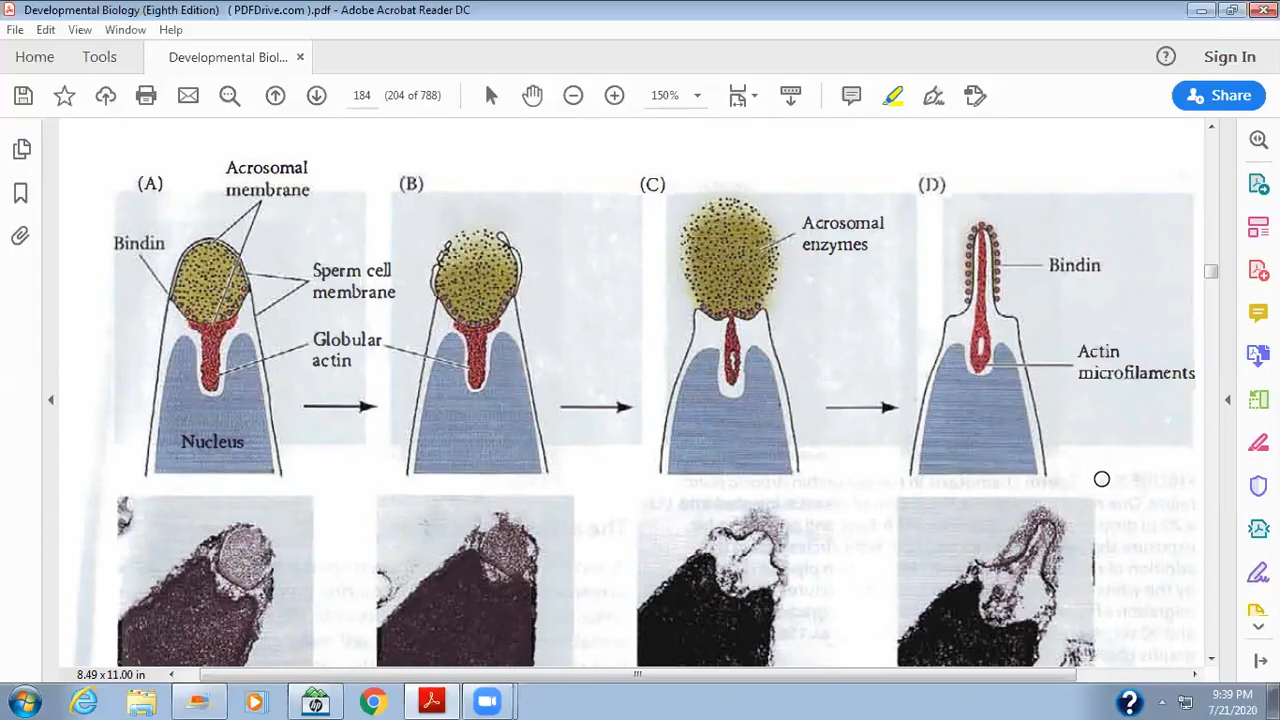 Developmental Biology (Eighth Edition) ( PDFDrive.com ).pdf - Adobe Acrobat Reader DC
File Edit View Window Help
Home Tools Developmental Biol... ×
Sign In
184 (204 of 788)
150%
Share
(A)
Acrosomal
membrane
(B)
(C)
(D)
Bindin
Sperm cell
membrane
Acrosomal
enzymes
Bindin
Globular
actin
Actin
microfilaments
Nucleus
8.49 x 11.00 in
9:39 PM
7/21/2020